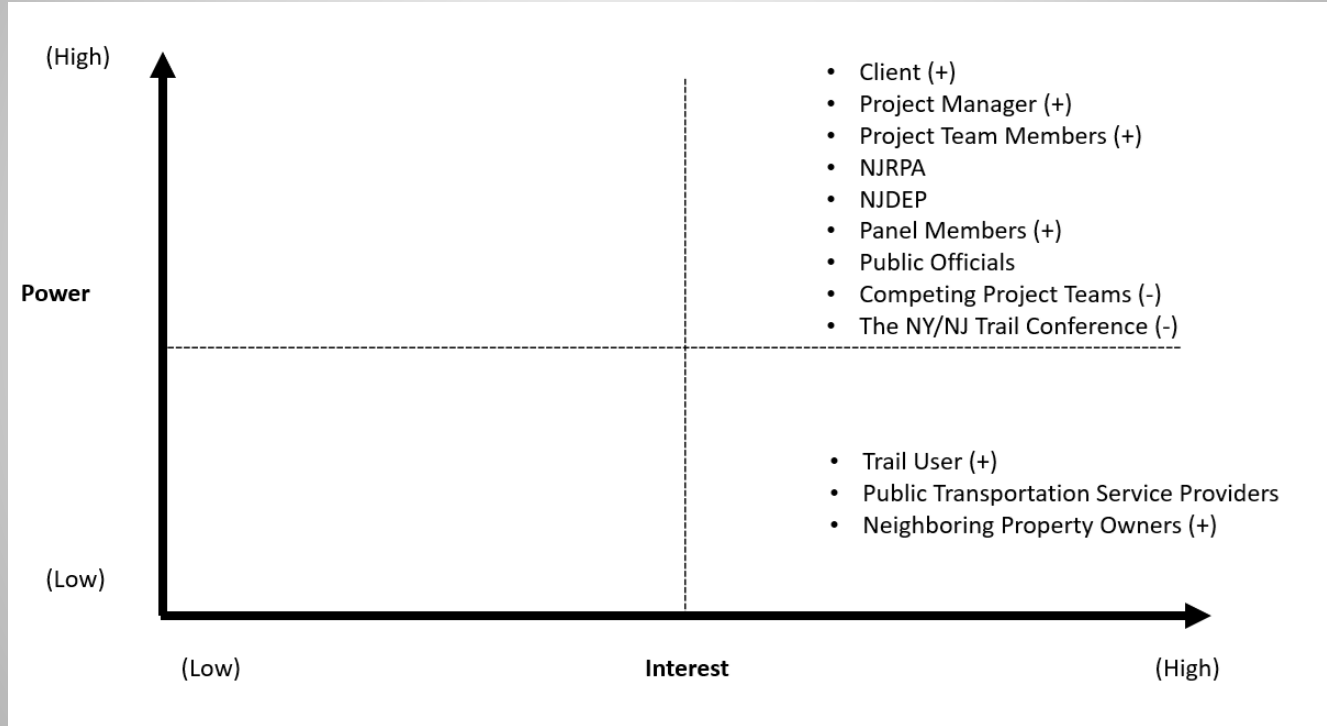 (High)
• Client (+)
• Project Manager (+)
• Project Team Members (+)
• NJRPA
• NJDEP
• Panel Members (+)
• Public Officials
• Competing Project Teams (-)
• The NY/NJ Trail Conference (-)
Power
• Trail User (+)
• Public Transportation Service Providers
• Neighboring Property Owners (+)
(Low)
(Low)
Interest
(High)